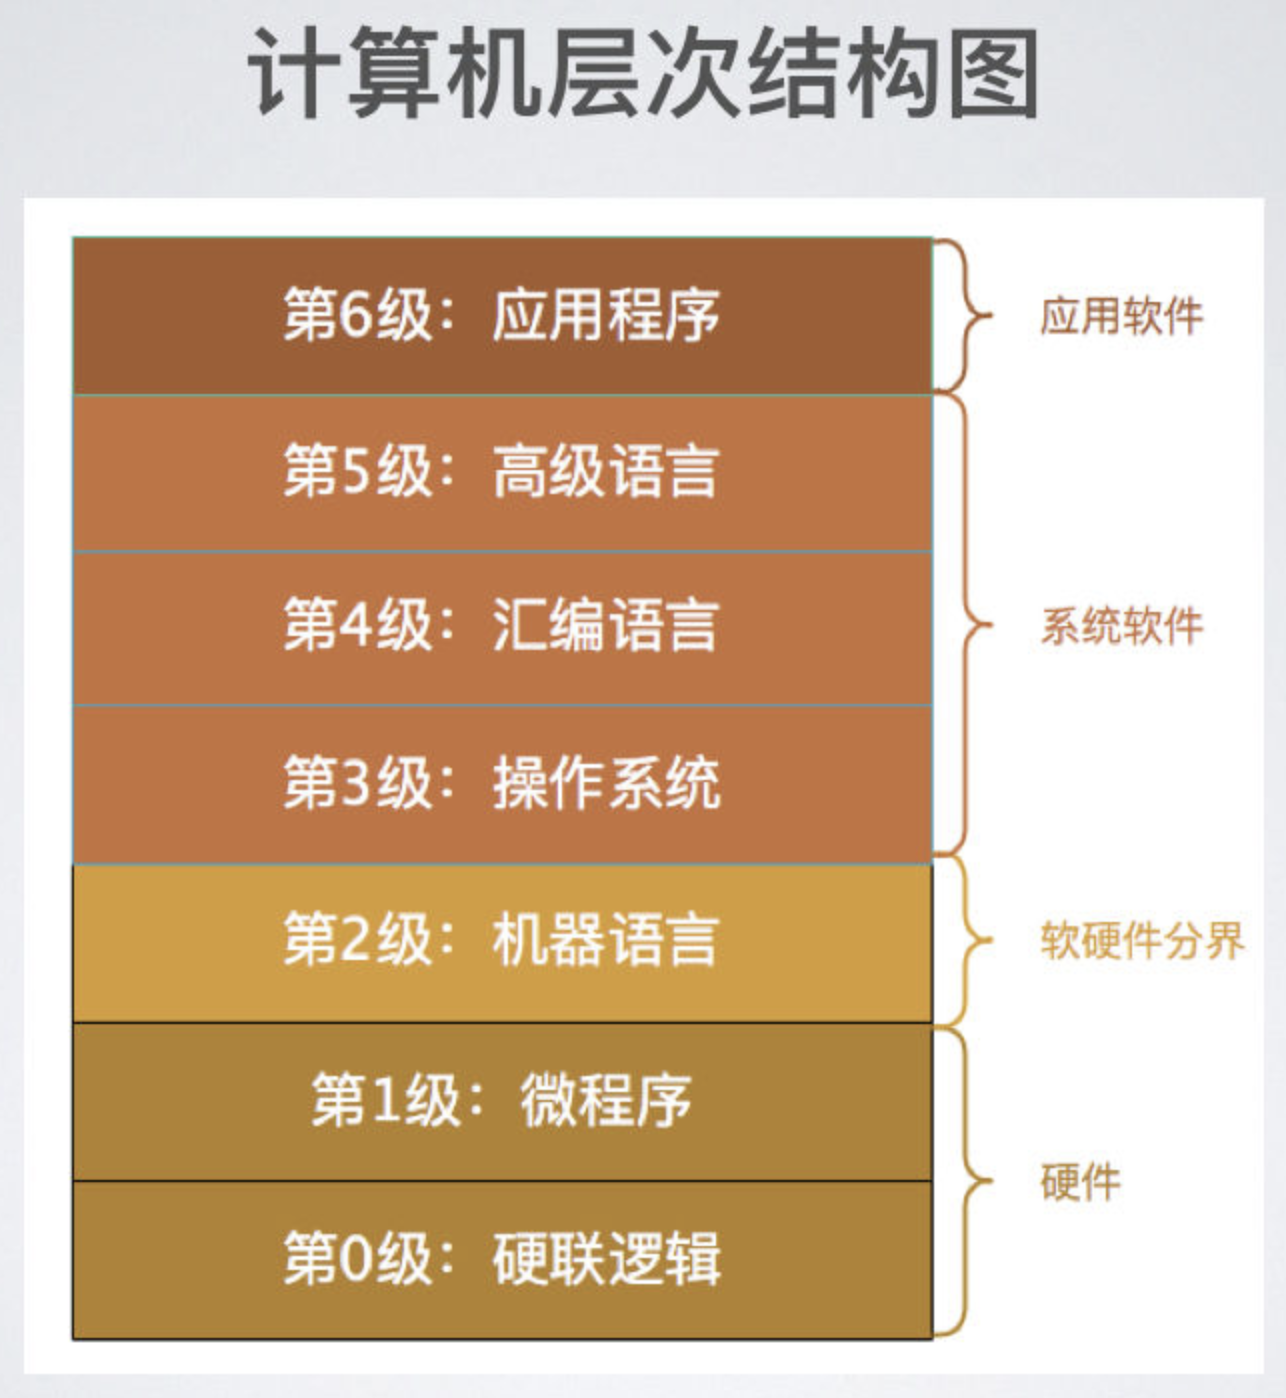 计算机层次结构图
第6级：应用程序
应用软件
第5级：高级语言
第4级：汇编语言
系统软件
第3级：操作系统
第2级：机器语言
软硬件分界
第1级：微程序
硬件
第0级：硬联逻辑